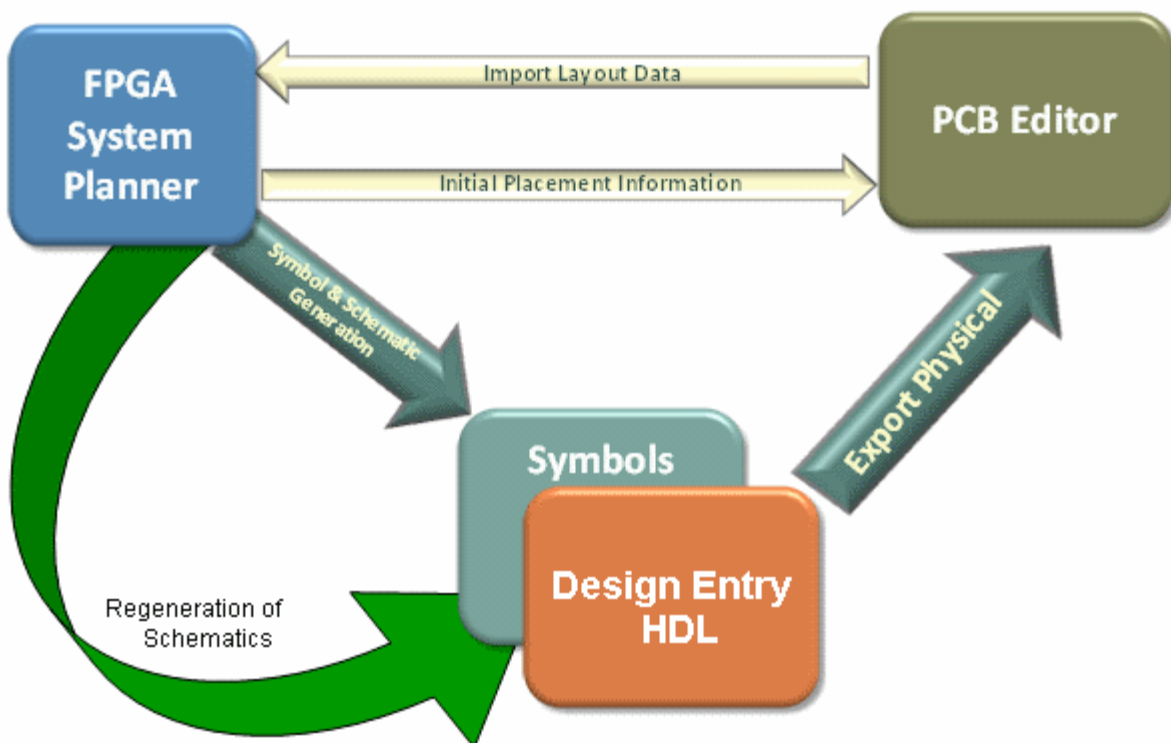 FPGA
System
Planner
Import Layout Data
PCB Editor
Initial Placement Information
Symbol & Schematic
Generation
Export Physical
Symbols
Design Entry
HDL
Regeneration of
Schematics